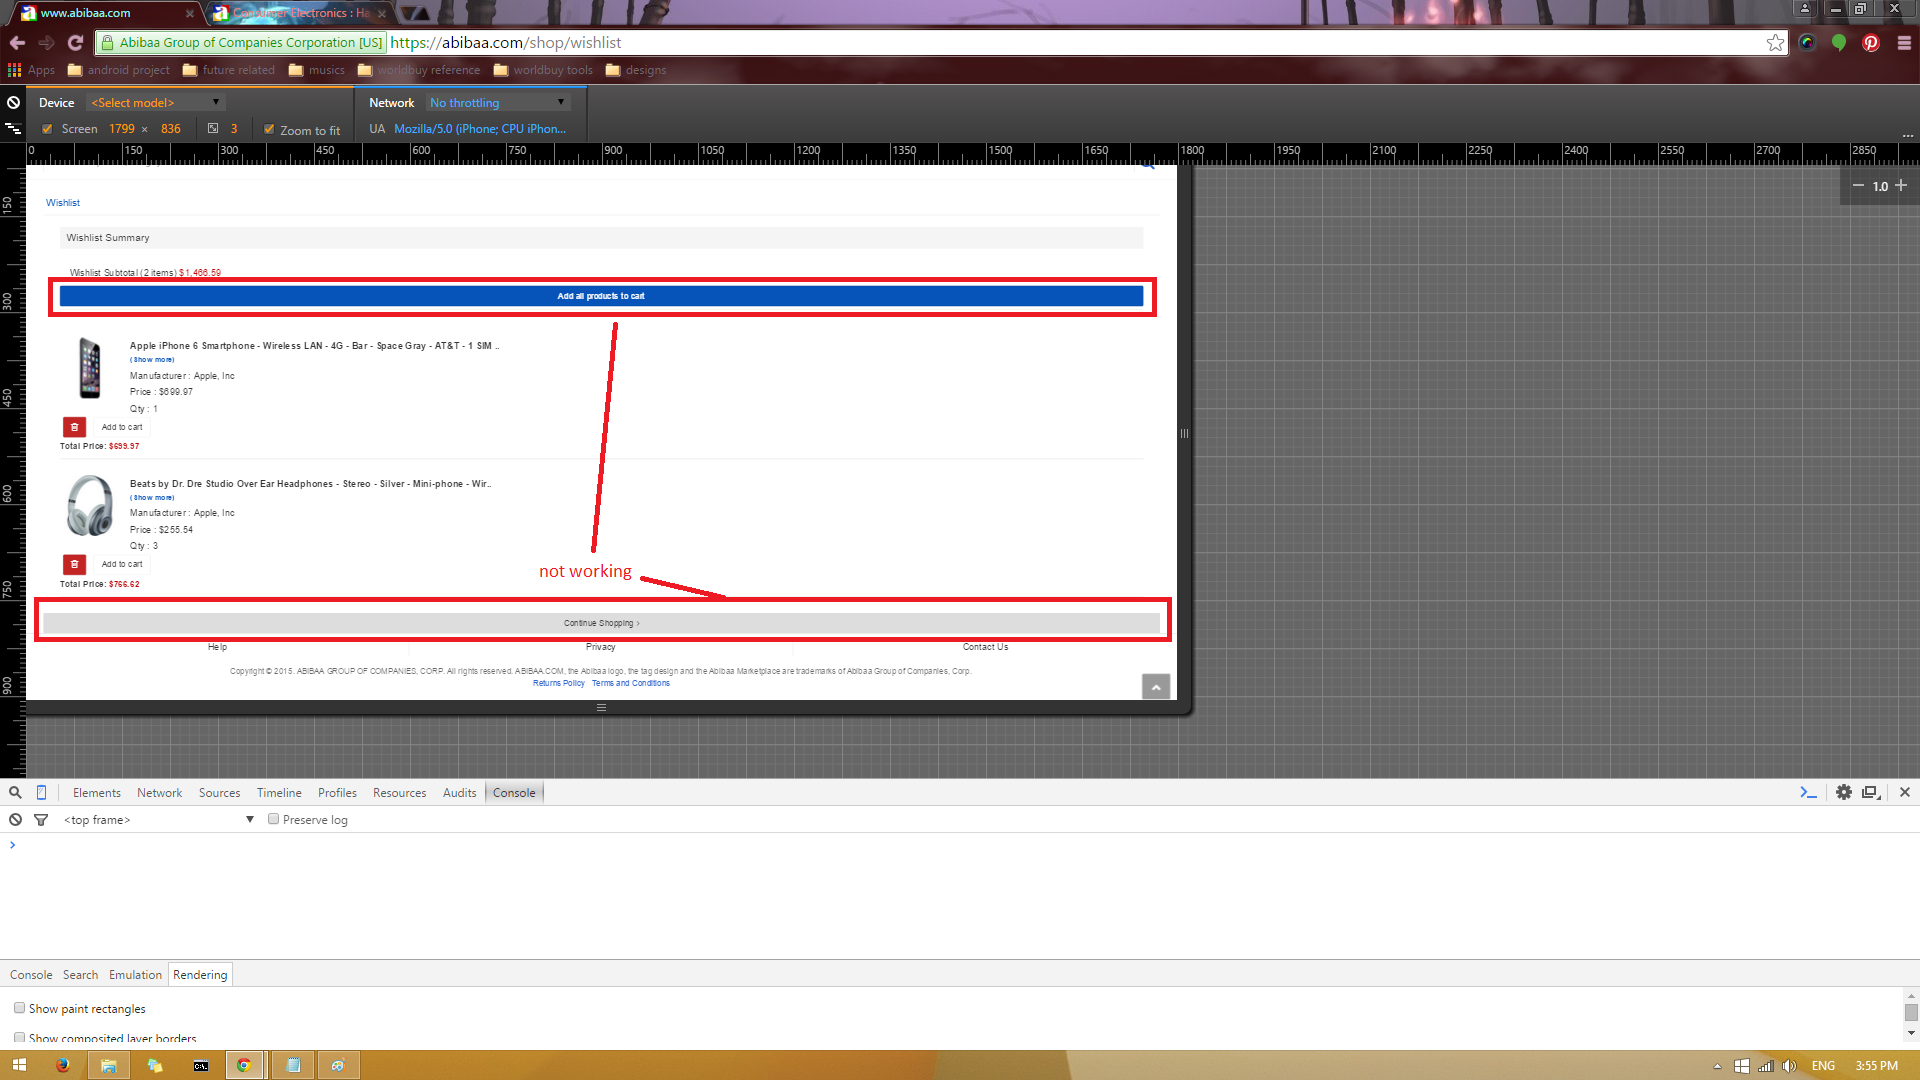 www.abibaa.com
Consumer Electronics : Ha
Abibaa Group of Companies Corporation [US] https://abibaa.com/shop/wishlist
Apps android project future related musics worldbuy reference worldbuy tools designs
Device <Select model> Network No throttling
Screen 1799 × 836 3 Zoom to fit UA Mozilla/5.0 (iPhone; CPU iPhon...
...
0 150 300 450 600 750 900 1050 1200 1350 1500 1650 1800 1950 2100 2250 2400 2550 2700 2850
150
300
450
600
750
900
1.0
Wishlist
Wishlist Summary
Wishlist Subtotal (2 items) $1,466.59
Add all products to cart
Apple iPhone 6 Smartphone - Wireless LAN - 4G - Bar - Space Gray - AT&T - 1 SIM ..
(Show more)
Manufacturer : Apple, Inc
Price : $699.97
Qty : 1
Add to cart
Total Price: $699.97
Beats by Dr. Dre Studio Over Ear Headphones - Stereo - Silver - Mini-phone - Wir..
(Show more)
Manufacturer : Apple, Inc
Price : $255.54
Qty : 3
Add to cart
Total Price: $766.62
not working
Continue Shopping >
Help Privacy Contact Us
Copyright © 2015. ABIBAA GROUP OF COMPANIES, CORP. All rights reserved. ABIBAA.COM, the Abibaa logo, the tag design and the Abibaa Marketplace are trademarks of Abibaa Group of Companies, Corp.
Returns Policy Terms and Conditions
Elements Network Sources Timeline Profiles Resources Audits Console
<top frame> Preserve log
>
Console Search Emulation Rendering
Show paint rectangles
Show composited layer borders
ENG 3:55 PM